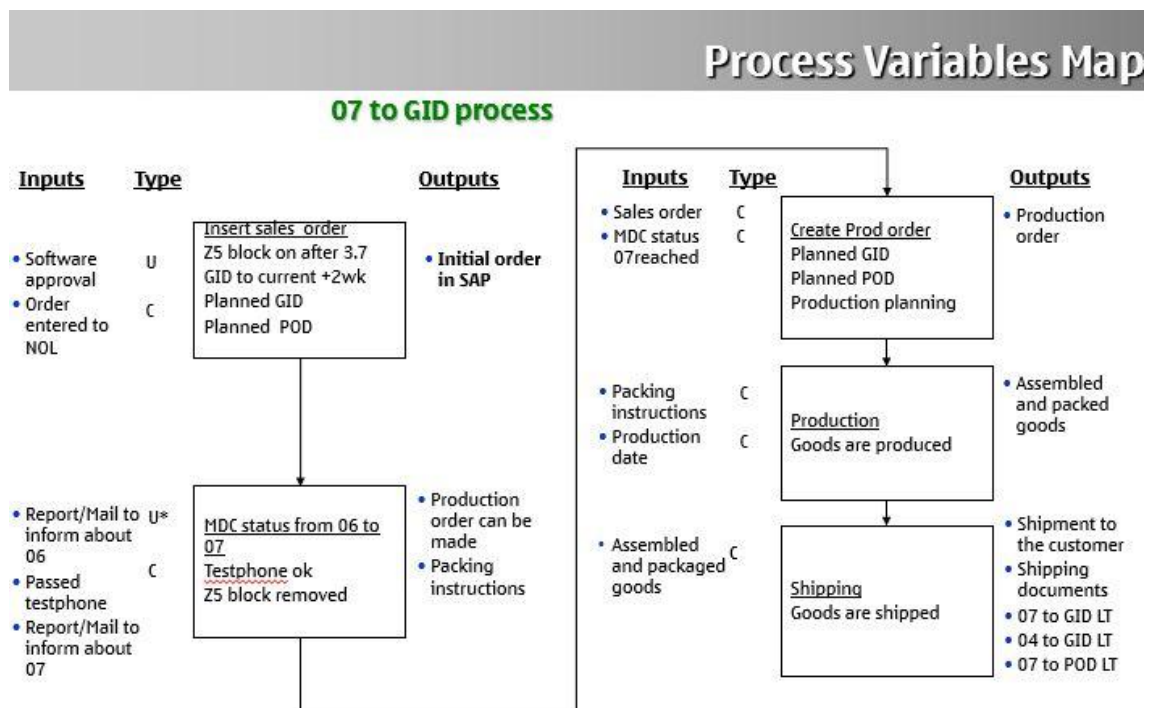 Process Variables Map
07 to GID process
Inputs
Type
Outputs
• Software
approval
U
• Order
entered to
NOL
C
Insert sales order
Z5 block on after 3.7
GID to current +2wk
Planned GID
Planned POD
• Initial order
in SAP
• Report/Mail to
inform about
06
U*
• Passed
testphone
C
• Report/Mail to
inform about
07
MDC status from 06 to
07
Testphone ok
Z5 block removed
• Production
order can be
made
• Packing
instructions
Inputs
Type
Outputs
• Sales order
C
• MDC status
07reached
C
Create Prod order
Planned GID
Planned POD
Production planning
• Production
order
• Packing
instructions
C
• Production
date
C
Production
Goods are produced
• Assembled
and packed
goods
• Assembled
and packaged
goods
C
Shipping
Goods are shipped
• Shipment to
the customer
• Shipping
documents
• 07 to GID LT
• 04 to GID LT
• 07 to POD LT